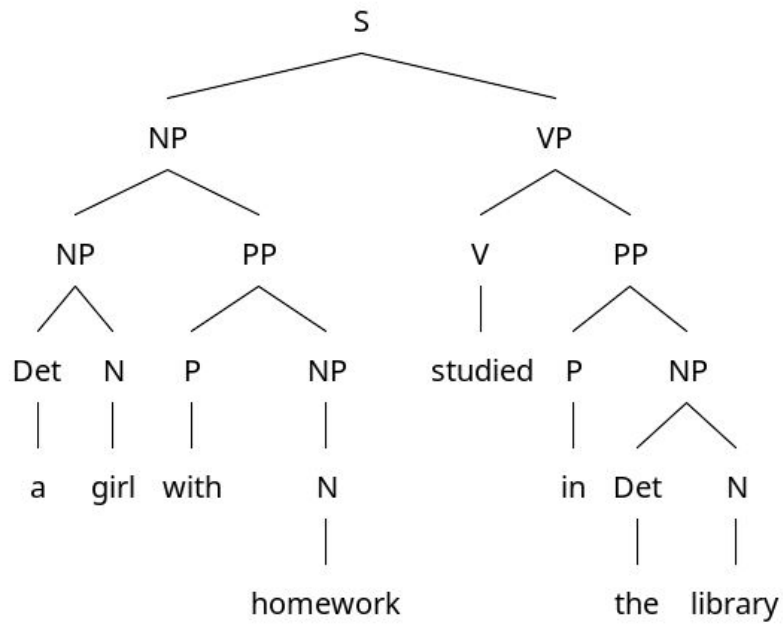 S
NP VP
NP PP V PP
Det N P NP studied P NP
a girl with N in Det N
homework the library